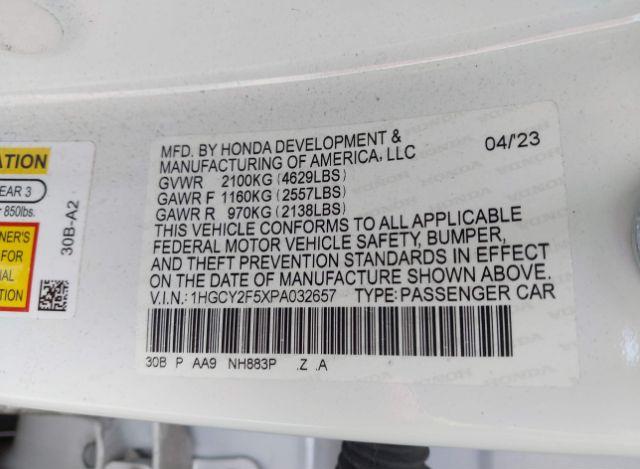 ATION
EAR 3
850lbs.
NER'S
FOR
AL
ION
30B-A2
MFD. BY HONDA DEVELOPMENT &
MANUFACTURING OF AMERICA, LLC 04/'23
GVWR 2100KG (4629LBS)
GAWR F 1160KG (2557LBS)
GAWR R 970KG (2138LBS)
THIS VEHICLE CONFORMS TO ALL APPLICABLE
FEDERAL MOTOR VEHICLE SAFETY, BUMPER,
AND THEFT PREVENTION STANDARDS IN EFFECT
ON THE DATE OF MANUFACTURE SHOWN ABOVE.
V.I.N.: 1HGCY2F5XPA032657 TYPE: PASSENGER CAR
30B P AA9 NH883P .Z .A